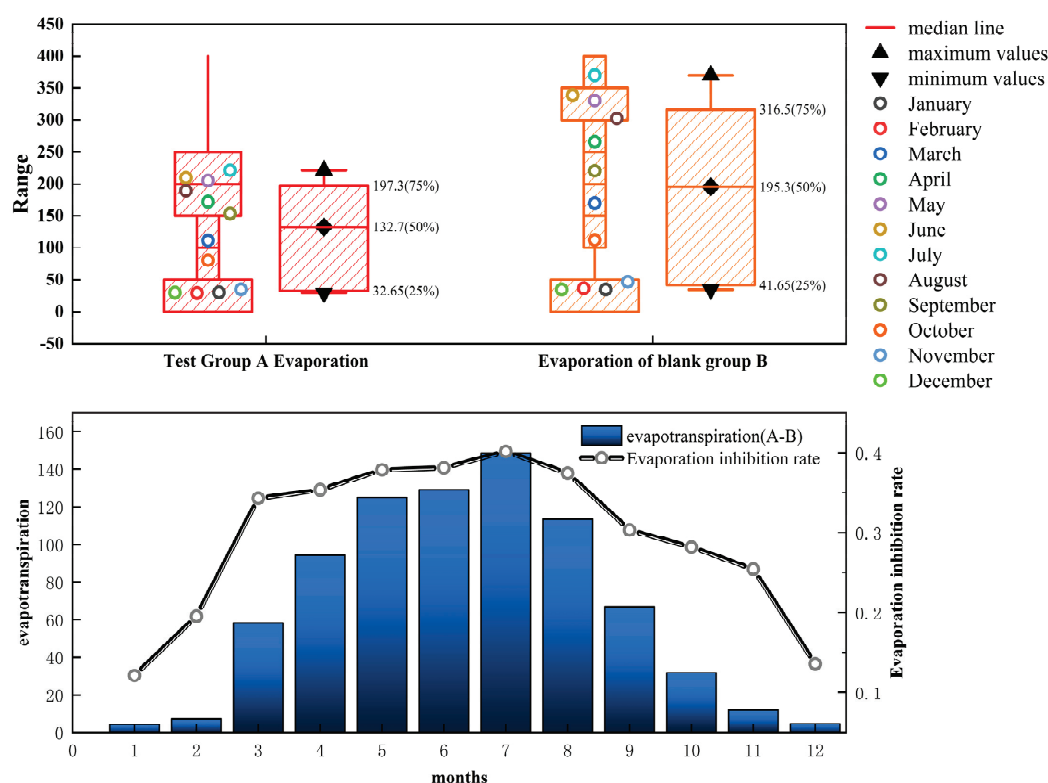 450
400
350
300
250
200
150
100
50
0
-50
Range
197.3(75%)
132.7(50%)
32.65(25%)
316.5(75%)
195.3(50%)
41.65(25%)
Test Group A Evaporation
Evaporation of blank group B
median line
maximum values
minimum values
January
February
March
April
May
June
July
August
September
October
November
December
160
140
120
100
80
60
40
20
0
evapotranspiration
evapotranspiration(A-B)
Evaporation inhibition rate
0.4
0.3
0.2
0.1
Evaporation inhibition rate
0 1 2 3 4 5 6 7 8 9 10 11 12
months